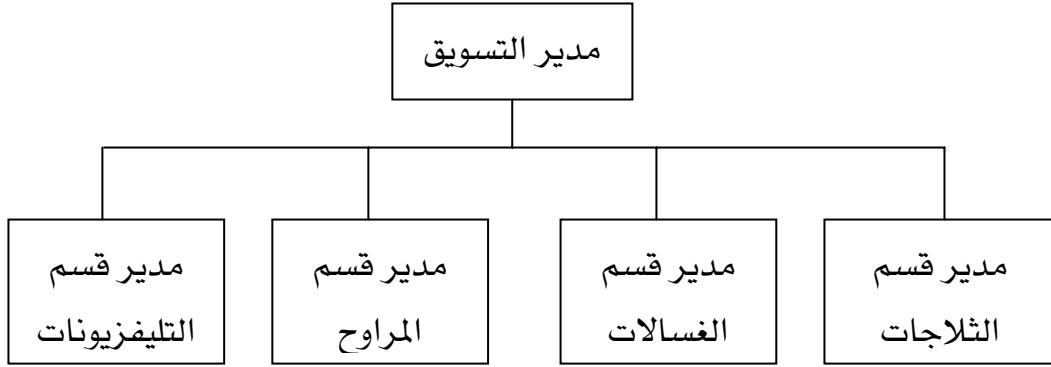 مدير التسويق
مدير قسم
الثلاجات
مدير قسم
الغسالات
مدير قسم
المراوح
مدير قسم
التليفزيونات